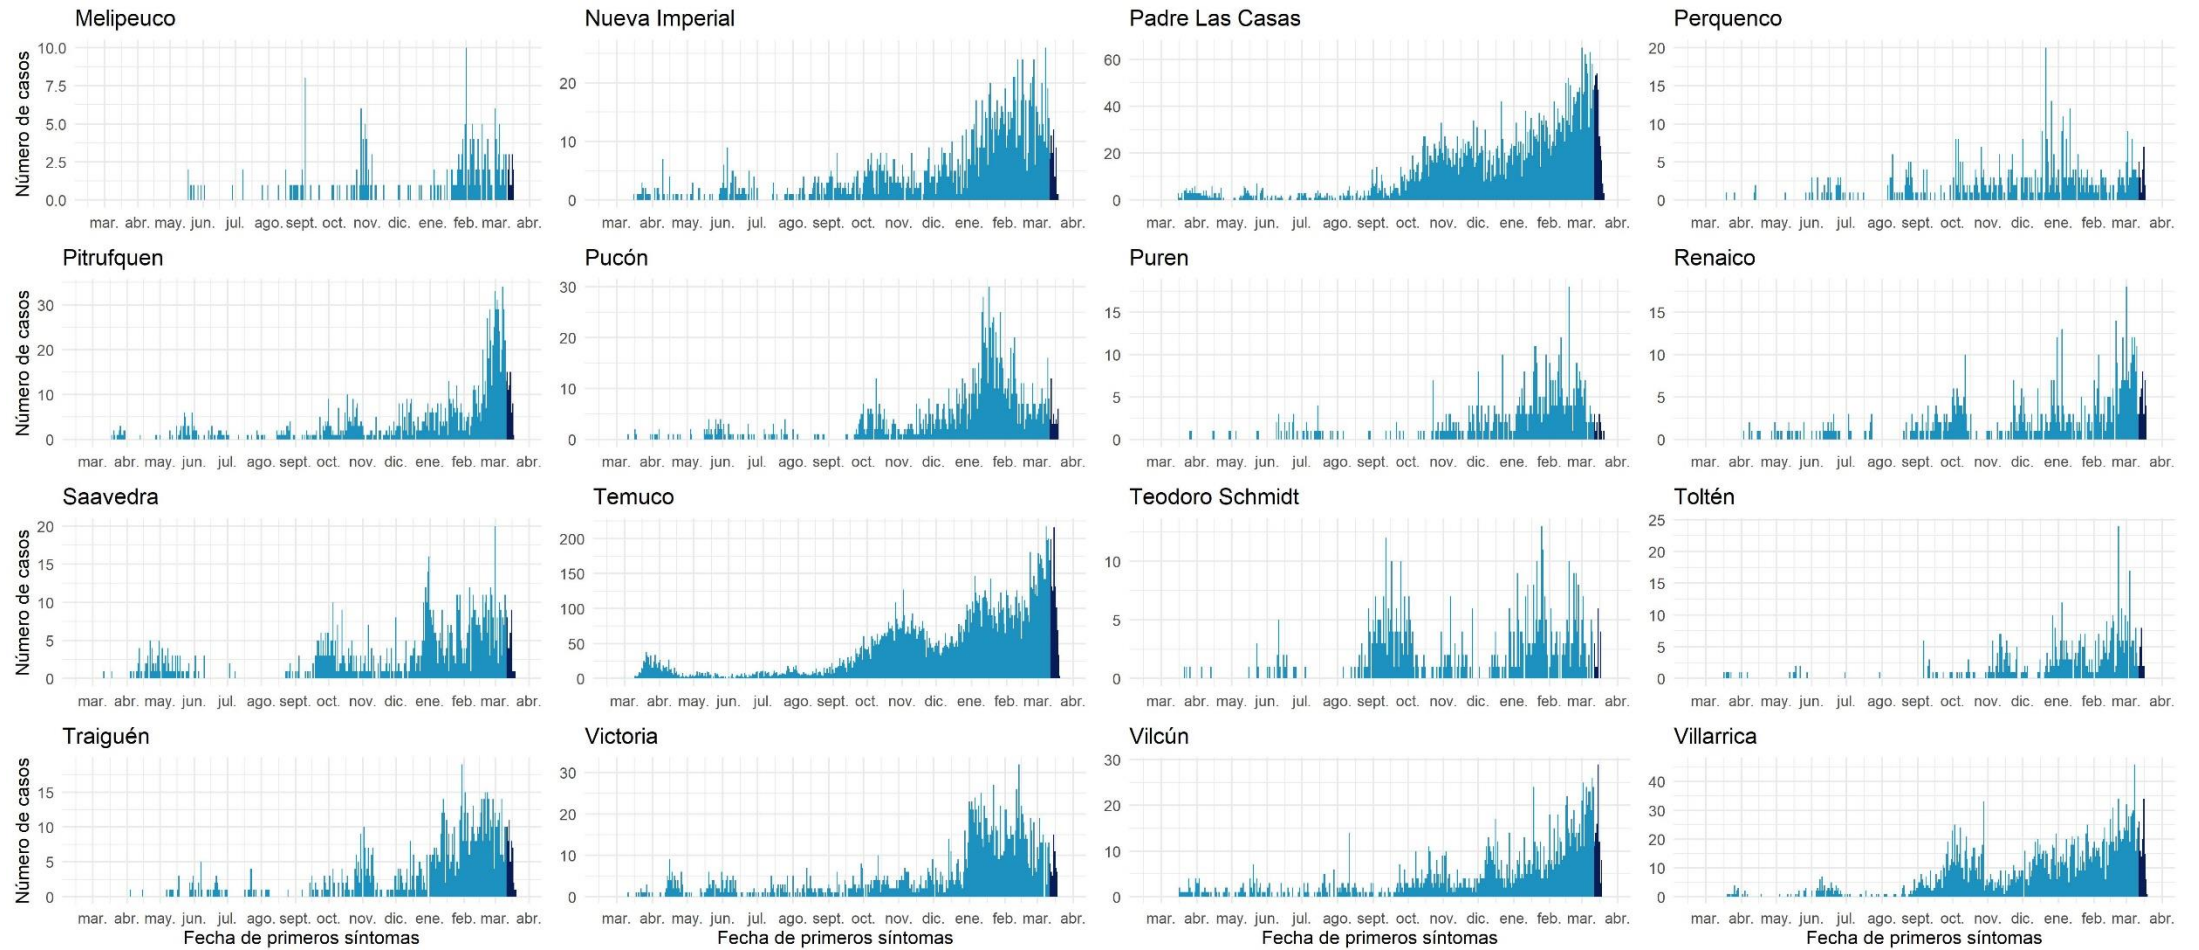 Melipeuco
Nueva Imperial
Padre Las Casas
Perquenco
Número de casos
10.0
7.5
5.0
2.5
0.0
20
10
0
60
40
20
0
20
15
10
5
0
mar. abr. may. jun. jul. ago. sept. oct. nov. dic. ene. feb. mar. abr.
mar. abr. may. jun. jul. ago. sept. oct. nov. dic. ene. feb. mar. abr.
mar. abr. may. jun. jul. ago. sept. oct. nov. dic. ene. feb. mar. abr.
mar. abr. may. jun. jul. ago. sept. oct. nov. dic. ene. feb. mar. abr.
Pitrufquen
Pucón
Puren
Renaico
Número de casos
30
20
10
0
30
20
10
0
15
10
5
0
15
10
5
0
mar. abr. may. jun. jul. ago. sept. oct. nov. dic. ene. feb. mar. abr.
mar. abr. may. jun. jul. ago. sept. oct. nov. dic. ene. feb. mar. abr.
mar. abr. may. jun. jul. ago. sept. oct. nov. dic. ene. feb. mar. abr.
mar. abr. may. jun. jul. ago. sept. oct. nov. dic. ene. feb. mar. abr.
Saavedra
Temuco
Teodoro Schmidt
Toltén
Número de casos
20
15
10
5
0
200
150
100
50
0
10
5
0
25
20
15
10
5
0
mar. abr. may. jun. jul. ago. sept. oct. nov. dic. ene. feb. mar. abr.
mar. abr. may. jun. jul. ago. sept. oct. nov. dic. ene. feb. mar. abr.
mar. abr. may. jun. jul. ago. sept. oct. nov. dic. ene. feb. mar. abr.
mar. abr. may. jun. jul. ago. sept. oct. nov. dic. ene. feb. mar. abr.
Traiguén
Victoria
Vilcún
Villarrica
Número de casos
15
10
5
0
30
20
10
0
30
20
10
0
40
30
20
10
0
mar. abr. may. jun. jul. ago. sept. oct. nov. dic. ene. feb. mar. abr.
mar. abr. may. jun. jul. ago. sept. oct. nov. dic. ene. feb. mar. abr.
mar. abr. may. jun. jul. ago. sept. oct. nov. dic. ene. feb. mar. abr.
mar. abr. may. jun. jul. ago. sept. oct. nov. dic. ene. feb. mar. abr.
Fecha de primeros síntomas
Fecha de primeros síntomas
Fecha de primeros síntomas
Fecha de primeros síntomas